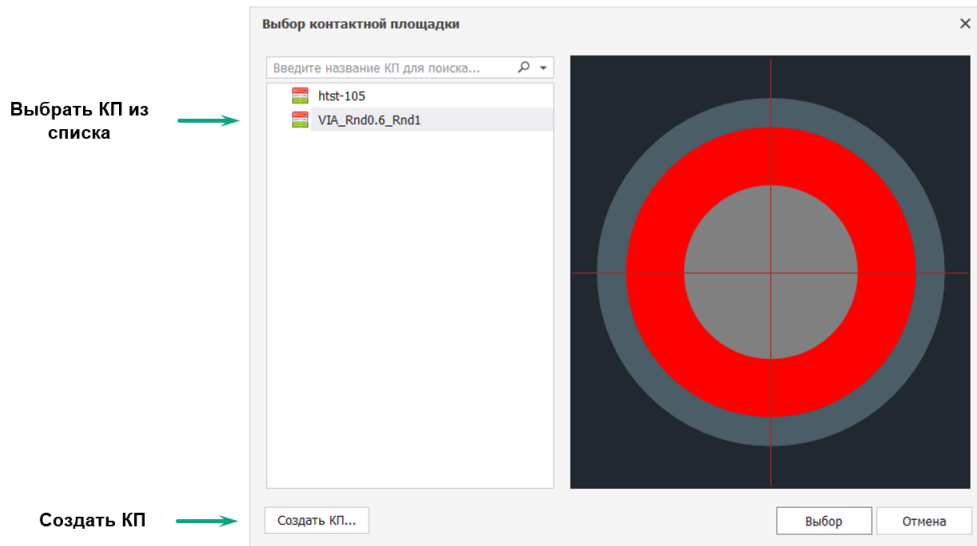 Выбор контактной площадки
Введите название КП для поиска...
htst-105
VIA_Rnd0.6_Rnd1
Выбрать КП из
списка
Создать КП
Создать КП...
Выбор
Отмена